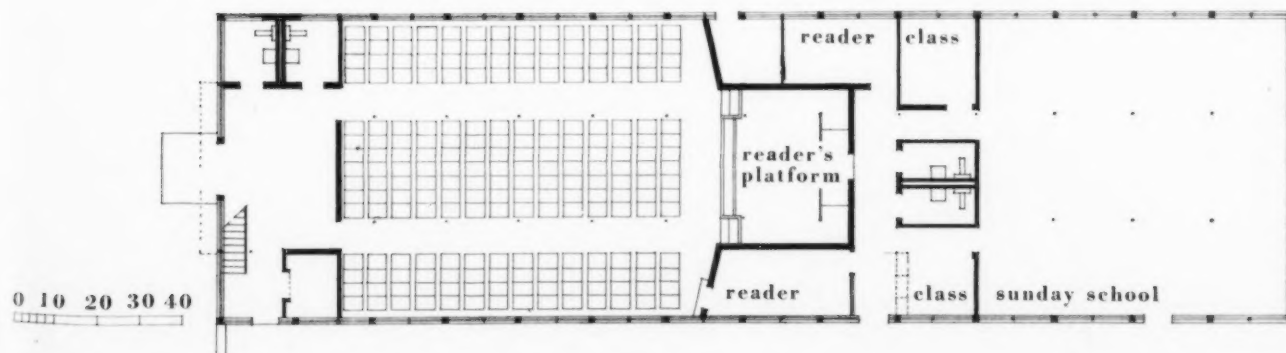 reader class
reader's
platform
0 10 20 30 40
reader class sunday school